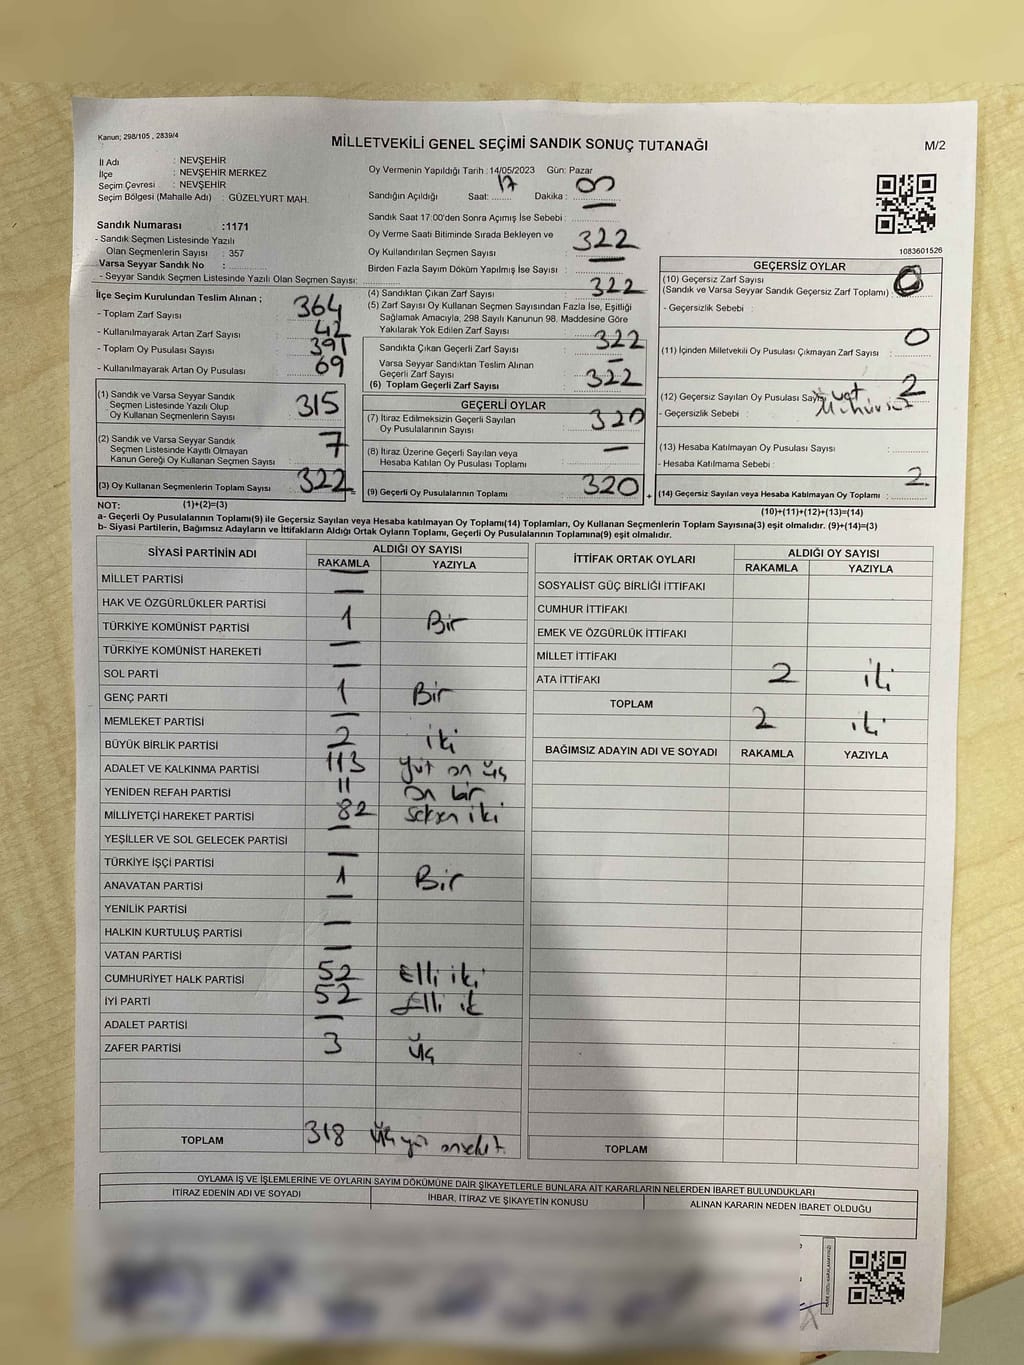 Kanun; 298/105 , 2839/4
MİLLETVEKİLİ GENEL SEÇİMİ SANDIK SONUÇ TUTANAĞI
M/2
İl Adı : NEVŞEHİR
İlçe : NEVŞEHİR MERKEZ
Seçim Çevresi : NEVŞEHİR
Seçim Bölgesi (Mahalle Adı) : GÜZELYURT MAH.
Sandık Numarası :1171
- Sandık Seçmen Listesinde Yazılı
Olan Seçmenlerin Sayısı : 357
Varsa Seyyar Sandık No :
- Seyyar Sandık Seçmen Listesinde Yazılı Olan Seçmen Sayısı:
Oy Vermenin Yapıldığı Tarih : 14/05/2023 Gün: Pazar
Sandığın Açıldığı Saat: 17 Dakika : 00
Sandık Saat 17:00'den Sonra Açımış İse Sebebi :
Oy Verme Saati Bitiminde Sırada Bekleyen ve
Oy Kullandırılan Seçmen Sayısı 322
Birden Fazla Sayım Döküm Yapılmış İse Sayısı :
1083601526
İlçe Seçim Kurulundan Teslim Alınan ;
- Toplam Zarf Sayısı : 364
- Kullanılmayarak Artan Zarf Sayısı : 42
- Toplam Oy Pusulası Sayısı : 391
- Kullanılmayarak Artan Oy Pusulası : 69
(1) Sandık ve Varsa Seyyar Sandık
Seçmen Listesinde Yazılı Olup
Oy Kullanan Seçmenlerin Sayısı : 315
(2) Sandık ve Varsa Seyyar Sandık
Seçmen Listesinde Kayıtlı Olmayan
Kanun Gereği Oy Kullanan Seçmen Sayısı : 7
(3) Oy Kullanan Seçmenlerin Toplam Sayısı : 322 =
(1)+(2)=(3)
(4) Sandıktan Çıkan Zarf Sayısı : 322
(5) Zarf Sayısı Oy Kullanan Seçmen Sayısından Fazla İse, Eşitliği
Sağlamak Amacıyla; 298 Sayılı Kanunun 98. Maddesine Göre
Yakılarak Yok Edilen Zarf Sayısı :
Sandıkta Çıkan Geçerli Zarf Sayısı : 322
Varsa Seyyar Sandıktan Teslim Alınan
Geçerli Zarf Sayısı : —
(6) Toplam Geçerli Zarf Sayısı : 322
GEÇERLİ OYLAR
(7) İtiraz Edilmeksizin Geçerli Sayılan
Oy Pusulalarının Sayısı : 320
(8) İtiraz Üzerine Geçerli Sayılan veya
Hesaba Katılan Oy Pusulası Toplamı : —
(9) Geçerli Oy Pusulalarının Toplamı : 320 +
GEÇERSİZ OYLAR
(10) Geçersiz Zarf Sayısı
(Sandık ve Varsa Seyyar Sandık Geçersiz Zarf Toplamı) : 0
- Geçersizlik Sebebi :
(11) İçinden Milletvekili Oy Pusulası Çıkmayan Zarf Sayısı : 0
(12) Geçersiz Sayılan Oy Pusulası Sayısı 2
- Geçersizlik Sebebi :
(13) Hesaba Katılmayan Oy Pusulası Sayısı :
- Hesaba Katılmama Sebebi :
(14) Geçersiz Sayılan veya Hesaba Katılmayan Oy Toplamı : 2
(10)+(11)+(12)+(13)=(14)
NOT:
a- Geçerli Oy Pusulalarının Toplamı(9) ile Geçersiz Sayılan veya Hesaba katılmayan Oy Toplamı(14) Toplamları, Oy Kullanan Seçmenlerin Toplam Sayısına(3) eşit olmalıdır. (9)+(14)=(3)
b- Siyasi Partilerin, Bağımsız Adayların ve İttifakların Aldığı Ortak Oyların Toplamı, Geçerli Oy Pusulalarının Toplamına(9) eşit olmalıdır.
SİYASİ PARTİNİN ADI ALDIĞI OY SAYISI
RAKAMLA YAZIYLA
MİLLET PARTİSİ —
HAK VE ÖZGÜRLÜKLER PARTİSİ —
TÜRKİYE KOMÜNİST PARTİSİ 1 Bir
TÜRKİYE KOMÜNİST HAREKETİ —
SOL PARTİ —
GENÇ PARTİ 1 Bir
MEMLEKET PARTİSİ —
BÜYÜK BİRLİK PARTİSİ 2 iki
ADALET VE KALKINMA PARTİSİ 113 yüz on üç
YENİDEN REFAH PARTİSİ 11 on bir
MİLLİYETÇİ HAREKET PARTİSİ 82 seksen iki
YEŞİLLER VE SOL GELECEK PARTİSİ —
TÜRKİYE İŞÇİ PARTİSİ —
ANAVATAN PARTİSİ 1 Bir
YENİLİK PARTİSİ —
HALKIN KURTULUŞ PARTİSİ —
VATAN PARTİSİ —
CUMHURİYET HALK PARTİSİ 52 Elli iki
İYİ PARTİ 52 Elli iki
ADALET PARTİSİ —
ZAFER PARTİSİ 3 Üç
TOPLAM 318 Üçyüz onsekiz
İTTİFAK ORTAK OYLARI ALDIĞI OY SAYISI
RAKAMLA YAZIYLA
SOSYALİST GÜÇ BİRLİĞİ İTTİFAKI
CUMHUR İTTİFAKI
EMEK VE ÖZGÜRLÜK İTTİFAKI
MİLLET İTTİFAKI
ATA İTTİFAKI 2 iki
TOPLAM 2 iki
BAĞIMSIZ ADAYIN ADI VE SOYADI RAKAMLA YAZIYLA
TOPLAM
OYLAMA İŞ VE İŞLEMLERİNE VE OYLARIN SAYIM DÖKÜMÜNE DAİR ŞİKAYETLERLE BUNLARA AİT KARARLARIN NELERDEN İBARET BULUNDUKLARI
İTİRAZ EDENİN ADI VE SOYADI İHBAR, İTİRAZ VE ŞİKAYETİN KONUSU ALINAN KARARIN NEDEN İBARET OLDUĞU